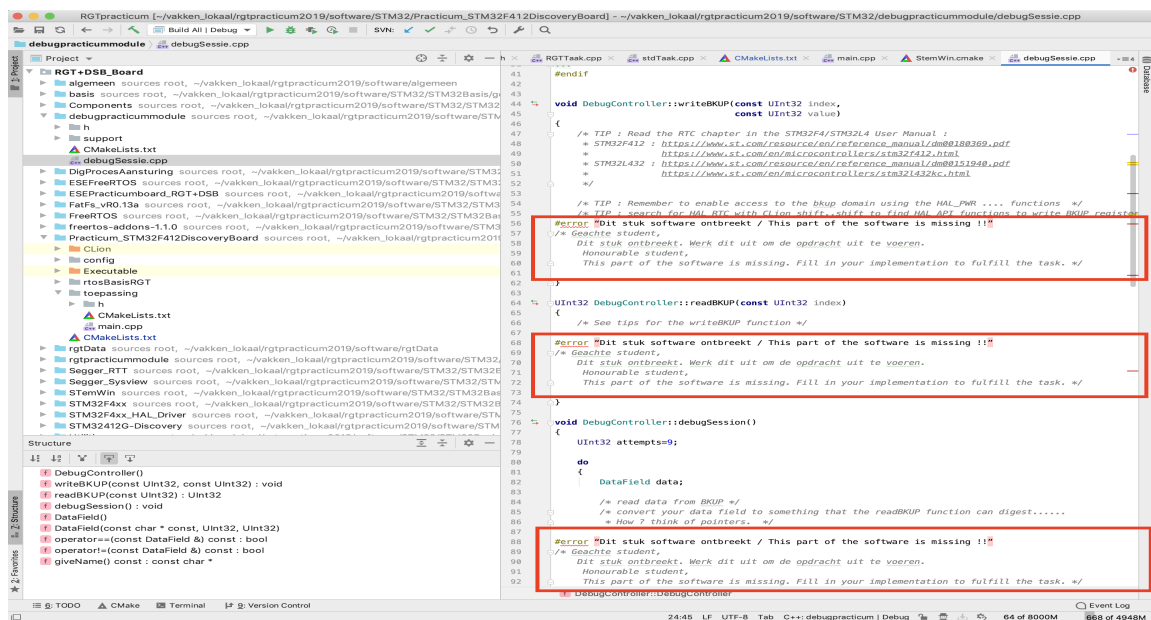 RGTpracticum [~/vakken_lokaal/rgtpracticum2019/software/STM32/Practicum_STM32F412DiscoveryBoard] - ~/vakken_lokaal/rgtpracticum2019/software/STM32/debugpracticummodule/debugSessie.cpp
Build All | Debug
SVN:
debugpracticummodule
debugSessie.cpp
Project
h
RGTTaak.cpp
stdTaak.cpp
CMakeLists.txt
main.cpp
StemWin.cmake
debugSessie.cpp
1: Project
Database
RGT+DSB_Board
algemeen sources root, ~/vakken_lokaal/rgtpracticum2019/software/algemeen
basis sources root, ~/vakken_lokaal/rgtpracticum2019/software/STM32/STM32Basis/g
Components sources root, ~/vakken_lokaal/rgtpracticum2019/software/STM32/STM32
debugpracticummodule sources root, ~/vakken_lokaal/rgtpracticum2019/software/STM
h
support
CMakeLists.txt
debugSessie.cpp
DigProcesAansturing sources root, ~/vakken_lokaal/rgtpracticum2019/software/STM
ESEFreeRTOS sources root, ~/vakken_lokaal/rgtpracticum2019/software/STM32/STM3
ESEPracticumboard_RGT+DSB sources root, ~/vakken_lokaal/rgtpracticum2019/softwa
FatFs_vR0.13a sources root, ~/vakken_lokaal/rgtpracticum2019/software/STM32/STM3
FreeRTOS sources root, ~/vakken_lokaal/rgtpracticum2019/software/STM32/STM32Bas
freertos-addons-1.1.0 sources root, ~/vakken_lokaal/rgtpracticum2019/software/STM3
Practicum_STM32F412DiscoveryBoard sources root, ~/vakken_lokaal/rgtpracticum201
CLion
config
Executable
rtosBasisRGT
toepassing
h
CMakeLists.txt
main.cpp
CMakeLists.txt
rgtData sources root, ~/vakken_lokaal/rgtpracticum2019/software/rgtData
rgtpracticummodule sources root, ~/vakken_lokaal/rgtpracticum2019/software/STM32,
Segger_RTT sources root, ~/vakken_lokaal/rgtpracticum2019/software/STM32/STM32B
Segger_Sysview sources root, ~/vakken_lokaal/rgtpracticum2019/software/STM32/STM
STemWin sources root, ~/vakken_lokaal/rgtpracticum2019/software/STM32/STM32Bas
STM32F4xx sources root, ~/vakken_lokaal/rgtpracticum2019/software/STM32/STM32B
STM32F4xx_HAL_Driver sources root, ~/vakken_lokaal/rgtpracticum2019/software/STM
STM32412G-Discovery sources root, ~/vakken_lokaal/rgtpracticum2019/software/STM
Structure
DebugController()
writeBKUP(const UInt32, const UInt32) : void
readBKUP(const UInt32) : UInt32
debugSession() : void
DataField()
DataField(const char * const, UInt32, UInt32)
operator==(const DataField &) const : bool
operator!=(const DataField &) const : bool
giveName() const : const char *
7: Structure
2: Favorites
41 #endif
42
43
44 void DebugController::writeBKUP(const UInt32 index,
45 const UInt32 value)
46 {
47 /* TIP : Read the RTC chapter in the STM32F4/STM32L4 User Manual :
48 * STM32F412 : https://www.st.com/resource/en/reference_manual/dm00180369.pdf
49 * https://www.st.com/en/microcontrollers/stm32f412.html
50 * STM32L432 : https://www.st.com/resource/en/reference_manual/dm00151940.pdf
51 * https://www.st.com/en/microcontrollers/stm32l432kc.html
52 */
53
54 /* TIP : Remember to enable access to the bkup domain using the HAL_PWR .... functions */
55 /* TIP : search for HAL RTC with CLion shift..shift to find HAL API functions to write BKUP register
56 #error "Dit stuk software ontbreekt / This part of the software is missing !!"
57 /* Geachte student,
58 Dit stuk ontbreekt. Werk dit uit om de opdracht uit te voeren.
59 Honourable student,
60 This part of the software is missing. Fill in your implementation to fulfill the task. */
61
62 }
63
64 UInt32 DebugController::readBKUP(const UInt32 index)
65 {
66 /* See tips for the writeBKUP function */
67
68 #error "Dit stuk software ontbreekt / This part of the software is missing !!"
69 /* Geachte student,
70 Dit stuk ontbreekt. Werk dit uit om de opdracht uit te voeren.
71 Honourable student,
72 This part of the software is missing. Fill in your implementation to fulfill the task. */
73
74 }
75
76 void DebugController::debugSession()
77 {
78 UInt32 attempts=9;
79
80 do
81 {
82 DataField data;
83
84 /* read data from BKUP */
85 /* convert your data field to something that the readBKUP function can digest......
86 * How ? think of pointers. */
87
88 #error "Dit stuk software ontbreekt / This part of the software is missing !!"
89 /* Geachte student,
90 Dit stuk ontbreekt. Werk dit uit om de opdracht uit te voeren.
91 Honourable student,
92 This part of the software is missing. Fill in your implementation to fulfill the task. */
DebugController::DebugController
6: TODO
CMake
Terminal
9: Version Control
Event Log
24:45 LF UTF-8 Tab C++: debugpracticum | Debug 64 of 8000M 668 of 4948M